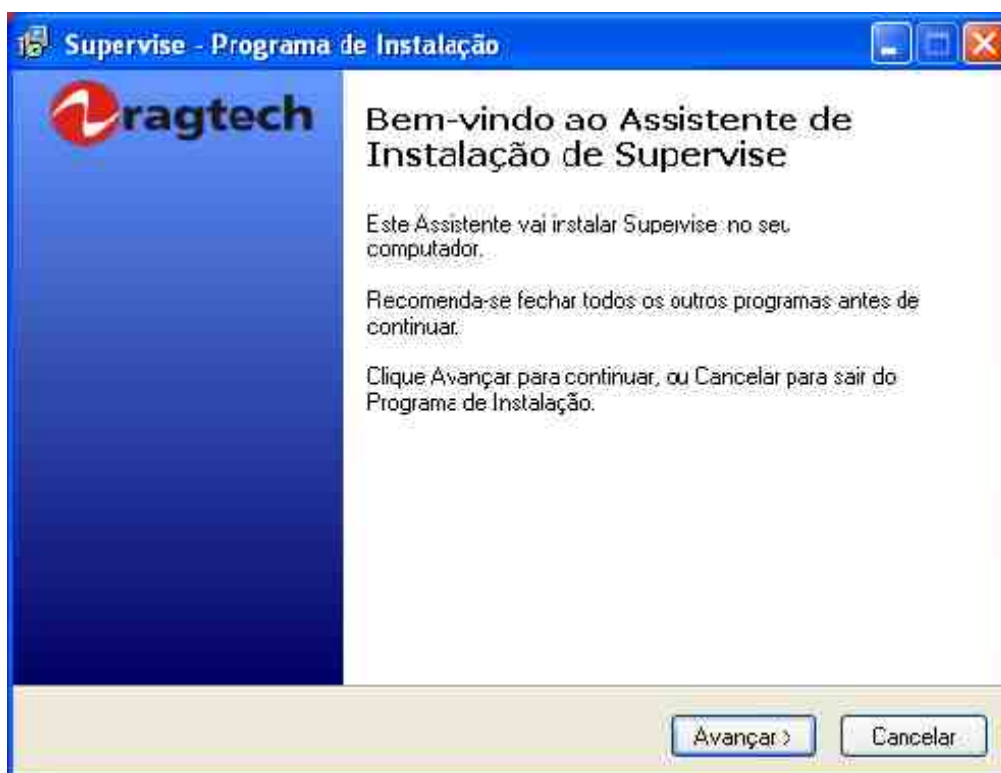 Supervise - Programa de Instalação
ragtech
Bem-vindo ao Assistente de
Instalação de Supervise
Este Assistente vai instalar Supervise no seu
computador.
Recomenda-se fechar todos os outros programas antes de
continuar.
Clique Avançar para continuar, ou Cancelar para sair do
Programa de Instalação.
Avançar >
Cancelar